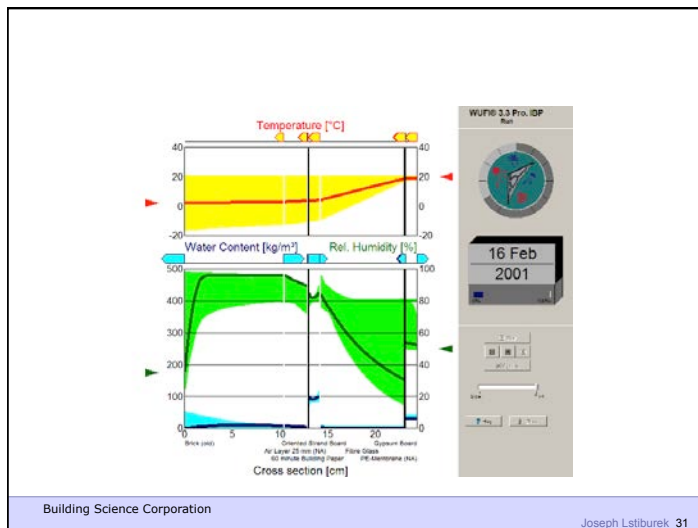 WUFI® 3.3 Pro, IBP
Run
Temperature [°C]
40
20
0
-20
40
20
0
-20
16 Feb
2001
Water Content [kg/m³]
Rel. Humidity [%]
500
400
300
200
100
0
100
80
60
40
20
0
0
5
10
15
20
Brick (old)
Oriented Strand Board
Gypsum Board
Air Layer 25 mm (NA)
Fibre Glass
60 minute Building Paper
PE-Membrane (NA)
Cross section [cm]
Building Science Corporation
Joseph Lstiburek 31